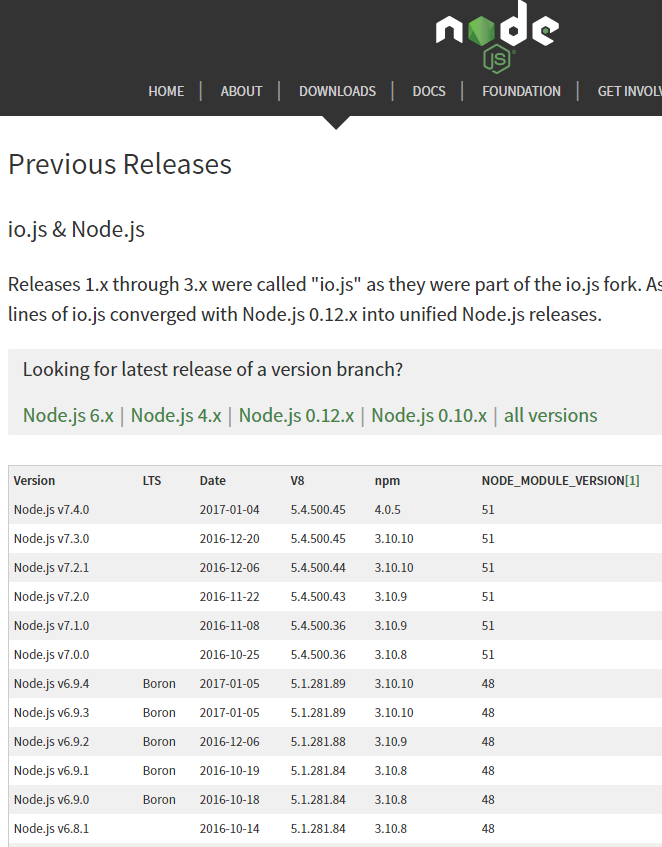 node
JS
HOME | ABOUT | DOWNLOADS | DOCS | FOUNDATION | GET INVOLV
Previous Releases
io.js & Node.js
Releases 1.x through 3.x were called "io.js" as they were part of the io.js fork. As
lines of io.js converged with Node.js 0.12.x into unified Node.js releases.
Looking for latest release of a version branch?
Node.js 6.x | Node.js 4.x | Node.js 0.12.x | Node.js 0.10.x | all versions
Version LTS Date V8 npm NODE_MODULE_VERSION[1]
Node.js v7.4.0 2017-01-04 5.4.500.45 4.0.5 51
Node.js v7.3.0 2016-12-20 5.4.500.45 3.10.10 51
Node.js v7.2.1 2016-12-06 5.4.500.44 3.10.10 51
Node.js v7.2.0 2016-11-22 5.4.500.43 3.10.9 51
Node.js v7.1.0 2016-11-08 5.4.500.36 3.10.9 51
Node.js v7.0.0 2016-10-25 5.4.500.36 3.10.8 51
Node.js v6.9.4 Boron 2017-01-05 5.1.281.89 3.10.10 48
Node.js v6.9.3 Boron 2017-01-05 5.1.281.89 3.10.10 48
Node.js v6.9.2 Boron 2016-12-06 5.1.281.88 3.10.9 48
Node.js v6.9.1 Boron 2016-10-19 5.1.281.84 3.10.8 48
Node.js v6.9.0 Boron 2016-10-18 5.1.281.84 3.10.8 48
Node.js v6.8.1 2016-10-14 5.1.281.84 3.10.8 48